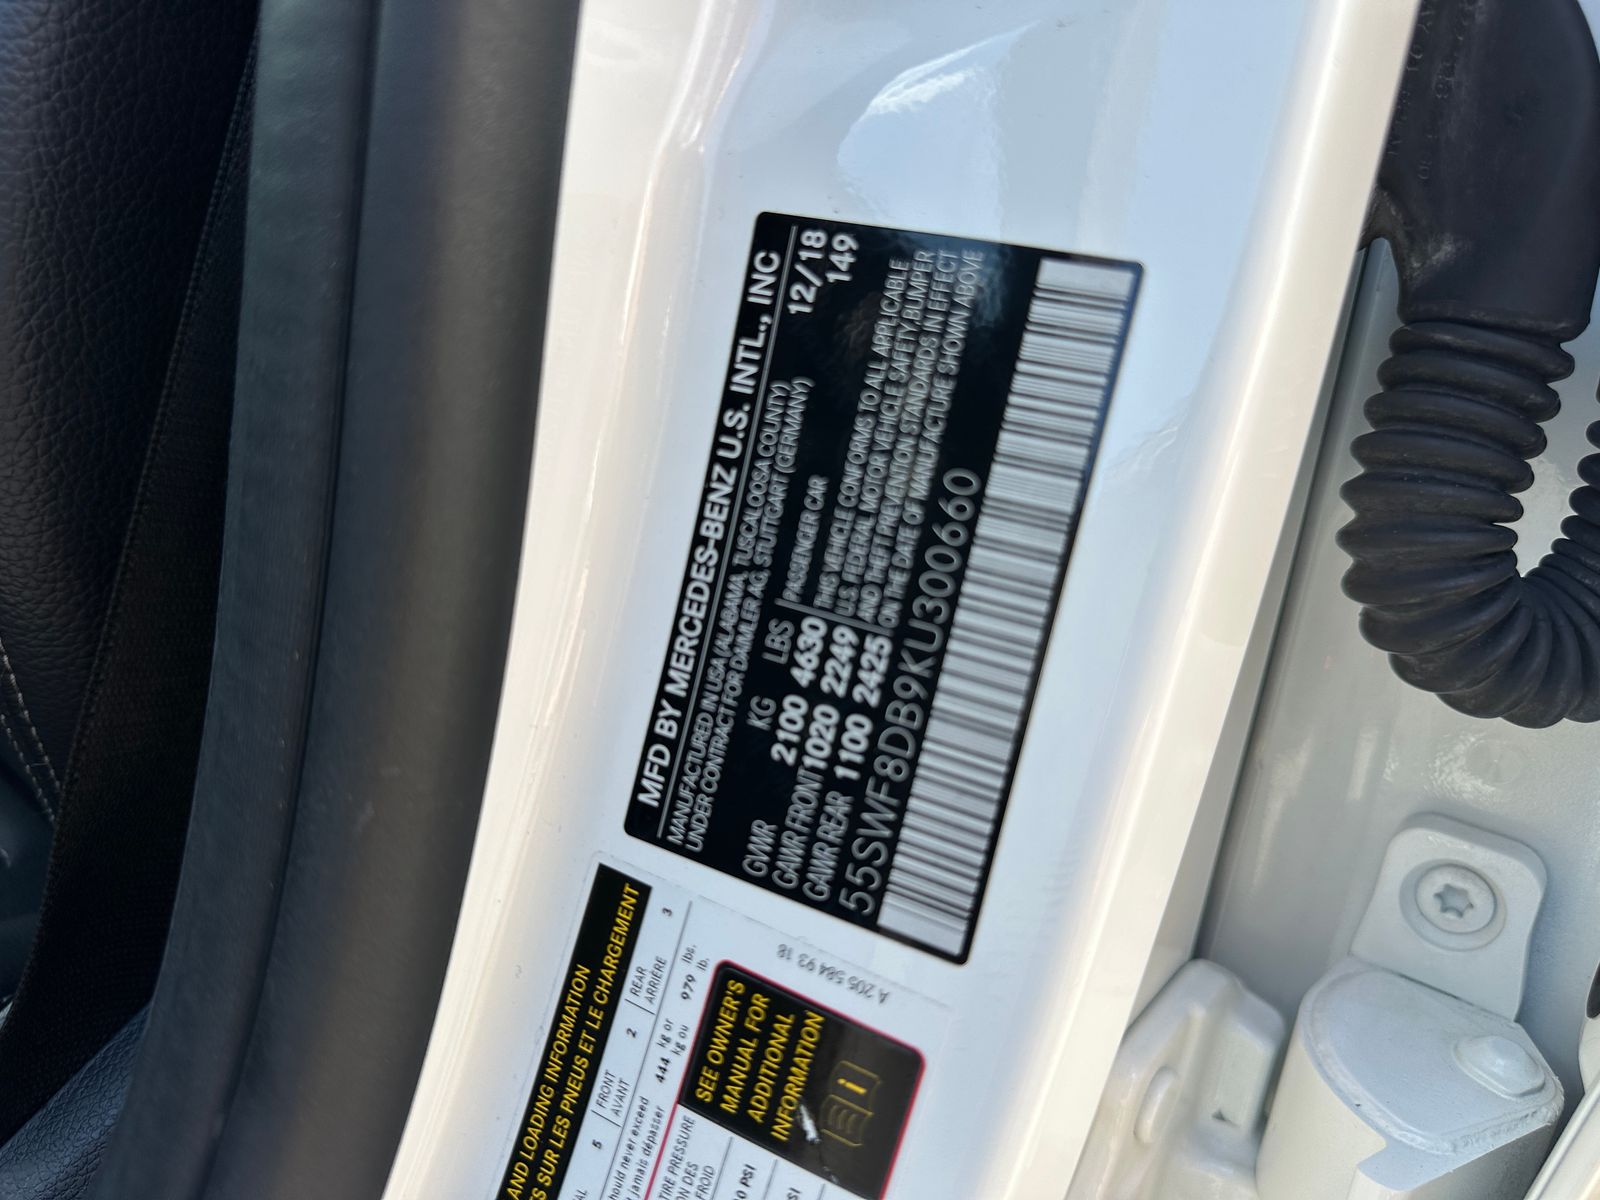 MFD BY MERCEDES-BENZ U.S. INTL., INC
MANUFACTURED IN USA (ALABAMA, TUSCALOOSA COUNTY) 12/18
UNDER CONTRACT FOR DAIMLER AG, STUTTGART (GERMANY) 149
KG LBS
GVWR 2100 4630
GAWR FRONT 1020 2249
GAWR REAR 1100 2425
PASSENGER CAR
THIS VEHICLE CONFORMS TO ALL APPLICABLE
U.S. FEDERAL MOTOR VEHICLE SAFETY, BUMPER
AND THEFT PREVENTION STANDARDS IN EFFECT
ON THE DATE OF MANUFACTURE SHOWN ABOVE
55SWF8DB9KU300660
A 205 584 93 18
AND LOADING INFORMATION
SUR LES PNEUS ET LE CHARGEMENT
5 FRONT 2 REAR 3
AVANT ARRIÈRE
should never exceed 444 kg or 979 lbs.
jamais dépasser kg ou lb.
TIRE PRESSURE
DES
FROID
PSI
SEE OWNER'S
MANUAL FOR
ADDITIONAL
INFORMATION
i